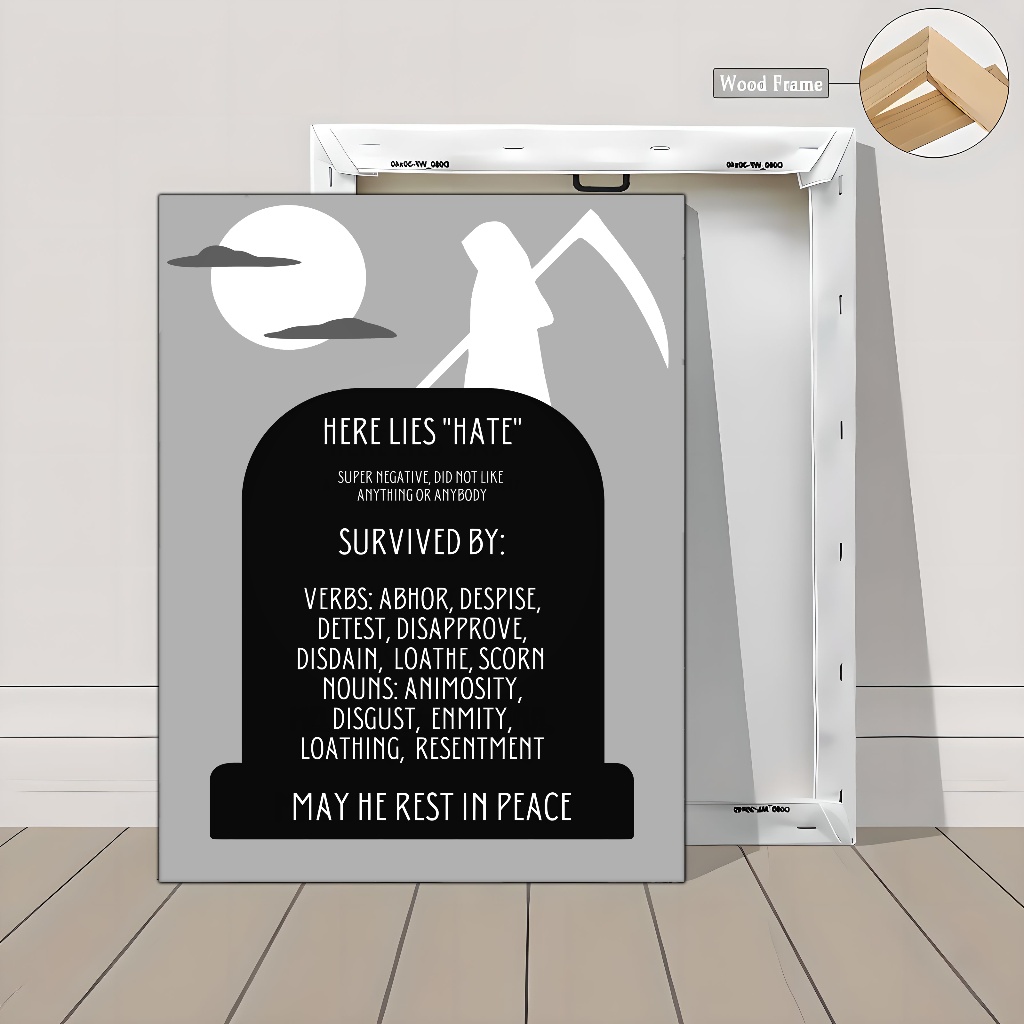 Wood Frame
HERE LIES "HATE"
SUPER NEGATIVE, DID NOT LIKE
ANYTHING OR ANYBODY
SURVIVED BY:
VERBS: ABHOR, DESPISE,
DETEST, DISAPPROVE,
DISDAIN, LOATHE, SCORN
NOUNS: ANIMOSITY,
DISGUST, ENMITY,
LOATHING, RESENTMENT
MAY HE REST IN PEACE